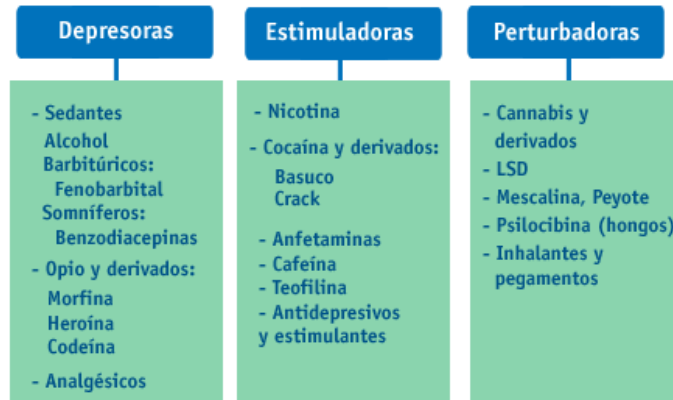 Depresoras
- Sedantes
Alcohol
Barbitúricos:
Fenobarbital
Somníferos:
Benzodiacepinas
- Opio y derivados:
Morfina
Heroína
Codeína
- Analgésicos
Estimuladoras
- Nicotina
- Cocaína y derivados:
Basuco
Crack
- Anfetaminas
- Cafeína
- Teofilina
- Antidepresivos
y estimulantes
Perturbadoras
- Cannabis y
derivados
- LSD
- Mescalina, Peyote
- Psilocibina (hongos)
- Inhalantes y
pegamentos